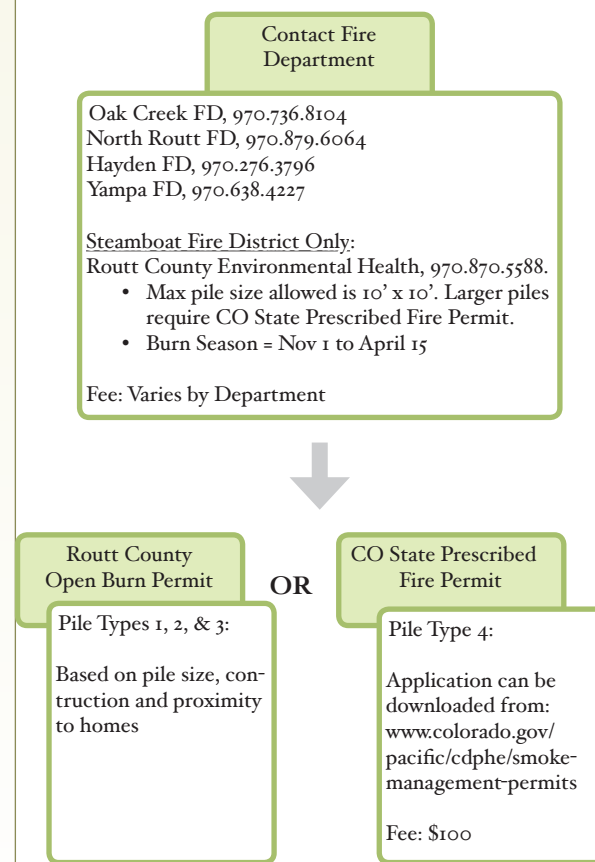 Contact Fire
Department
Oak Creek FD, 970.736.8104
North Routt FD, 970.879.6064
Hayden FD, 970.276.3796
Yampa FD, 970.638.4227
Steamboat Fire District Only:
Routt County Environmental Health, 970.870.5588.
• Max pile size allowed is 10’ x 10’. Larger piles
require CO State Prescribed Fire Permit.
• Burn Season = Nov 1 to April 15
Fee: Varies by Department
Routt County
Open Burn Permit
Pile Types 1, 2, & 3:
Based on pile size, con-
truction and proximity
to homes
OR
CO State Prescribed
Fire Permit
Pile Type 4:
Application can be
downloaded from:
www.colorado.gov/
pacific/cdphe/smoke-
management-permits
Fee: $100